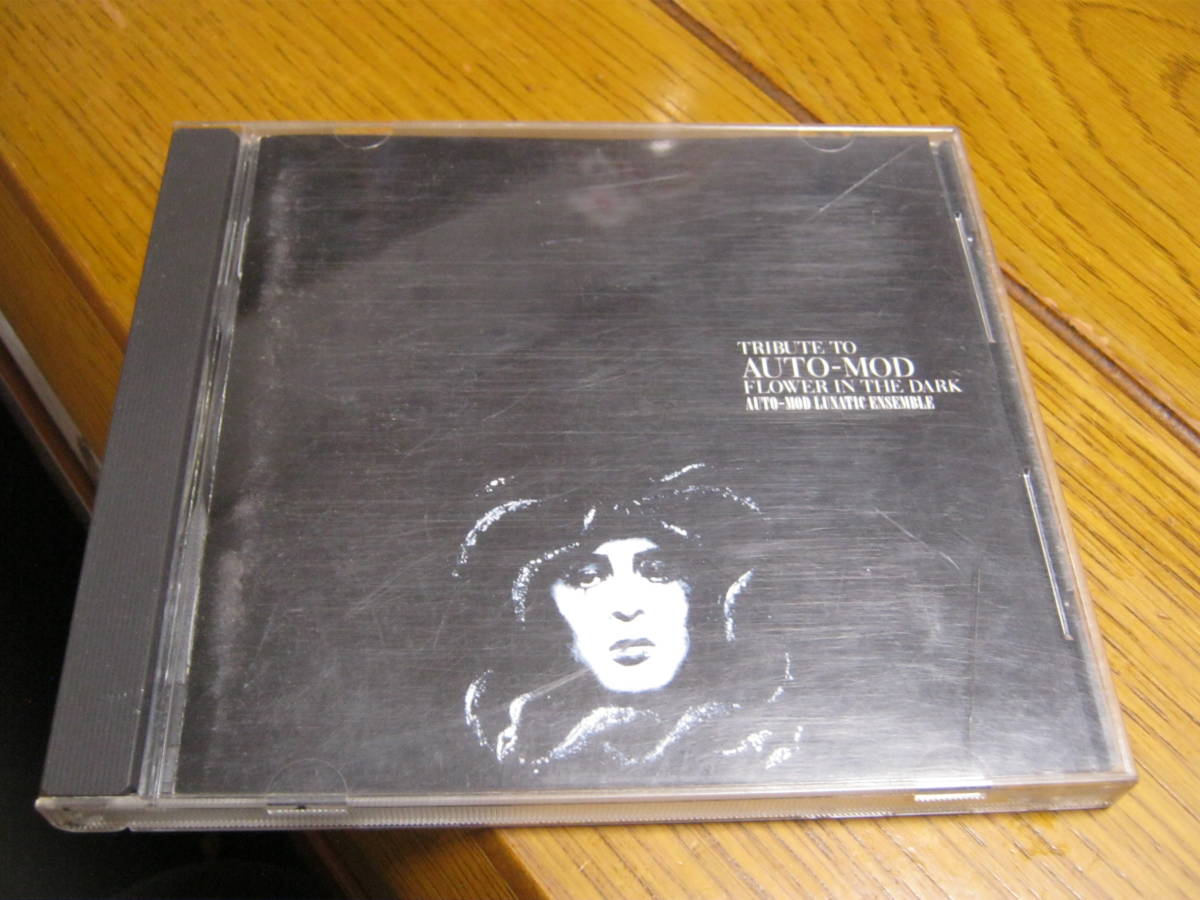 TRIBUTE TO
AUTO-MOD
FLOWER IN THE DARK
AUTO-MOD LUNATIC ENSEMBLE